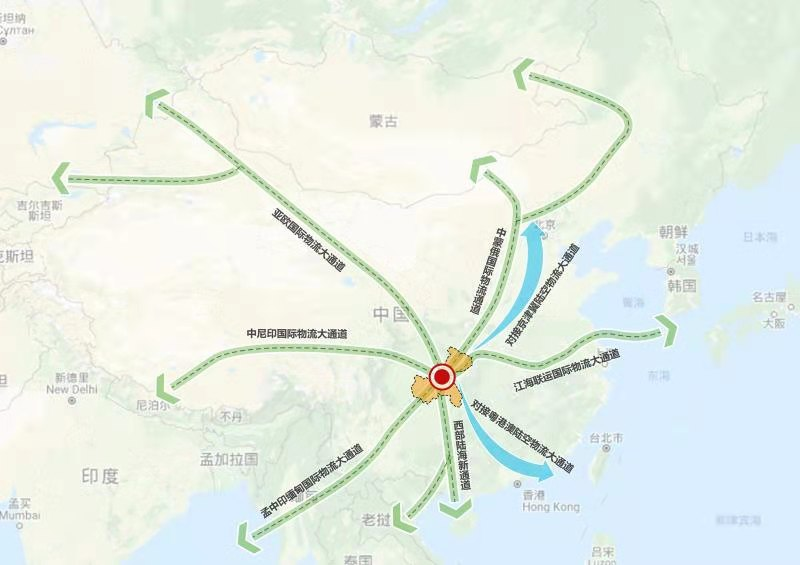 坦纳
Султан
蒙古
吉尔吉斯
斯坦
克斯坦
亚欧国际物流大通道
中蒙俄国际物流通道
北京
对接京津冀陆空物流大通道
朝鲜
汉城
서울
韩国
日本海
名古屋
大阪
粤海
东海
中国
中尼印国际物流大通道
江海联运国际物流大通道
新德里
New Delhi
尼泊尔
不丹
孟加拉国
印度
孟买
Mumbai
孟中印缅甸国际物流大通道
西部陆海新通道
对接粤港澳陆空物流大通道
台北市
香港
Hong Kong
老挝
泰国
吕宋
Luzon